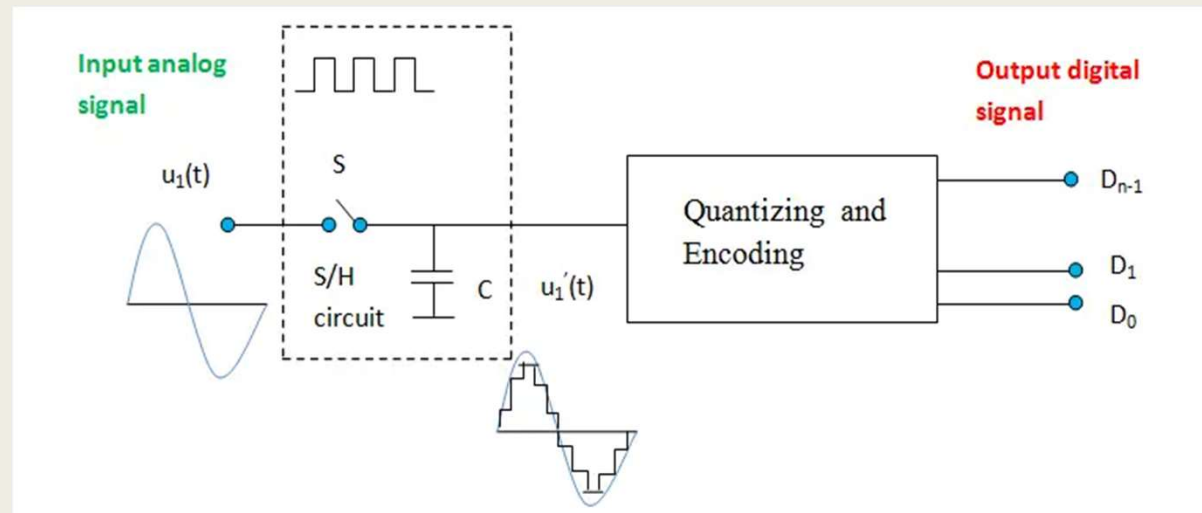 Input analog
signal
u₁(t)
S
S/H
circuit
C
u₁′(t)
Quantizing and
Encoding
Output digital
signal
Dₙ₋₁
D₁
D₀